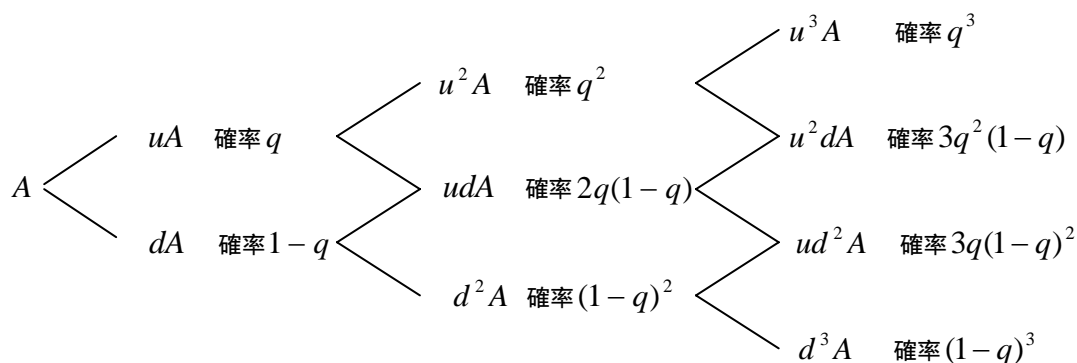 u³A 確率 q³
u²A 確率 q²
uA 確率 q
u²dA 確率 3q²(1 − q)
A
udA 確率 2q(1 − q)
dA 確率 1 − q
ud²A 確率 3q(1 − q)²
d²A 確率 (1 − q)²
d³A 確率 (1 − q)³